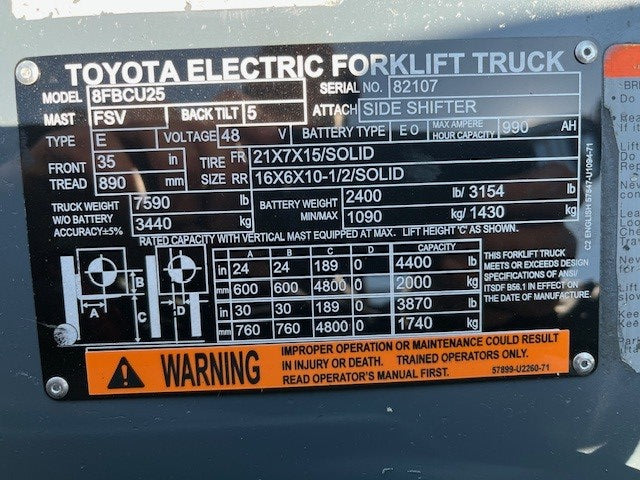 TOYOTA ELECTRIC FORKLIFT TRUCK
MODEL 8FBCU25 SERIAL NO. 82107
MAST FSV BACK TILT 5 ATTACH SIDE SHIFTER
TYPE E VOLTAGE 48 V BATTERY TYPE E O MAX AMPERE HOUR CAPACITY 990 AH
FRONT TREAD 35 in TIRE SIZE FR 21X7X15/SOLID
890 mm RR 16X6X10-1/2/SOLID
TRUCK WEIGHT W/O BATTERY ACCURACY±5% 7590 lb BATTERY WEIGHT MIN/MAX 2400 lb/ 3154 lb
3440 kg 1090 kg/ 1430 kg
RATED CAPACITY WITH VERTICAL MAST EXTENDED AT MAX. LIFT HEIGHT 'C' AS SHOWN.
A B C D CAPACITY
in 24 24 189 0 4400 lb
mm 600 600 4800 0 2000 kg
in 30 30 189 0 3870 lb
mm 760 760 4800 0 1740 kg
A B C D
THIS FORKLIFT TRUCK
MEETS OR EXCEEDS DESIGN
SPECIFICATIONS OF ANSI/
ITSDF B56.1 IN EFFECT ON
THE DATE OF MANUFACTURE.
C2 ENGLISH 57547-U1094-71
WARNING
IMPROPER OPERATION OR MAINTENANCE COULD RESULT
IN INJURY OR DEATH. TRAINED OPERATORS ONLY.
READ OPERATOR'S MANUAL FIRST.
57899-U2260-71